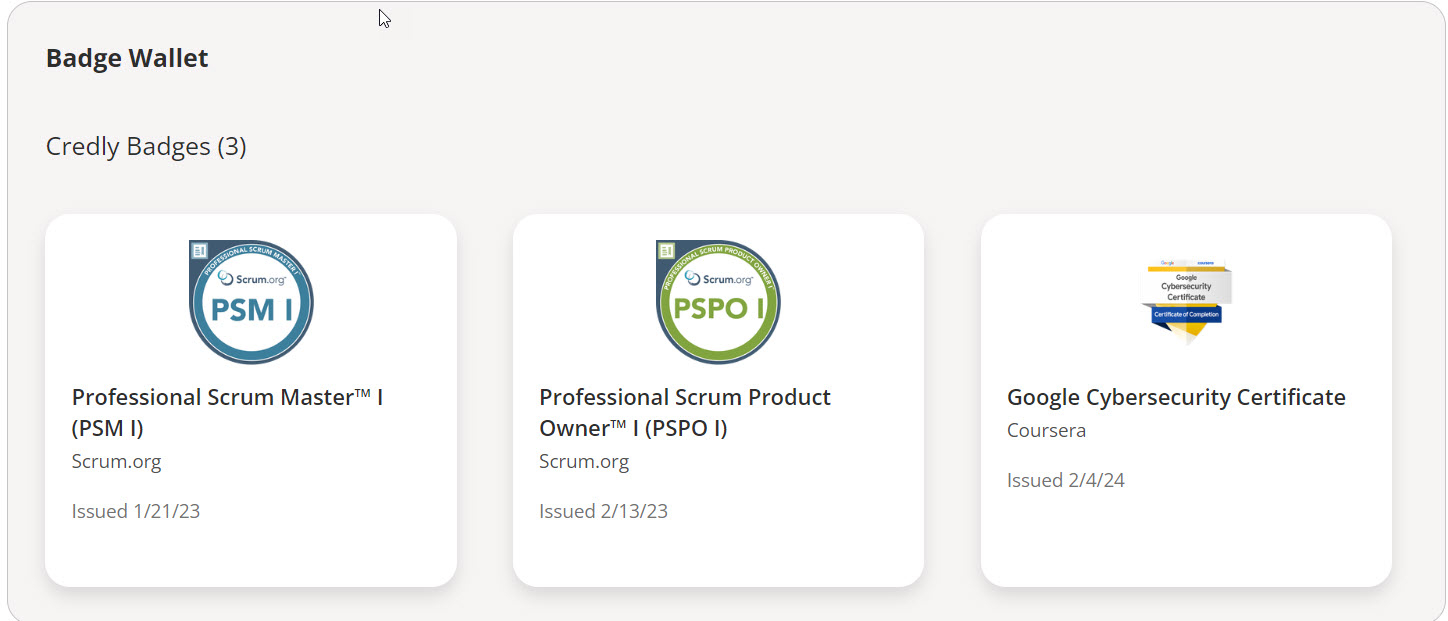 Badge Wallet
Credly Badges (3)
PROFESSIONAL SCRUM MASTER I
Scrum.org
PSM I
Professional Scrum Master™ I
(PSM I)
Scrum.org
Issued 1/21/23
PROFESSIONAL SCRUM PRODUCT OWNER I
Scrum.org
PSPO I
Professional Scrum Product
Owner™ I (PSPO I)
Scrum.org
Issued 2/13/23
Google coursera
Google
Cybersecurity
Certificate
Certificate of Completion
Google Cybersecurity Certificate
Coursera
Issued 2/4/24